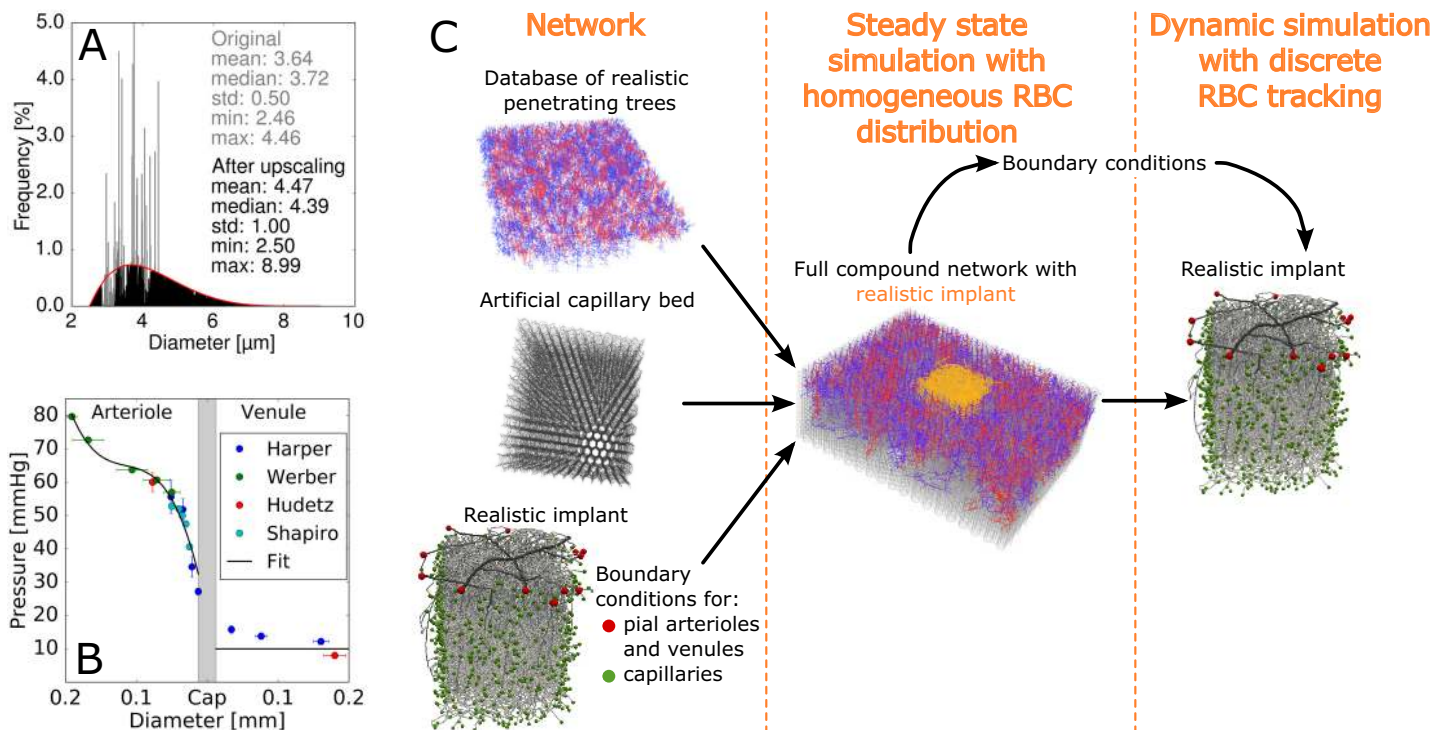 A
5.0
4.0
3.0
2.0
1.0
0.0
Frequency [%]
Original
mean: 3.64
median: 3.72
std: 0.50
min: 2.46
max: 4.46
After upscaling
mean: 4.47
median: 4.39
std: 1.00
min: 2.50
max: 8.99
2 4 6 8 10
Diameter [µm]
B
80
70
60
50
40
30
20
10
Pressure [mmHg]
Arteriole
Venule
Harper
Werber
Hudetz
Shapiro
Fit
0.2 0.1 Cap 0.1 0.2
Diameter [mm]
C
Network
Database of realistic
penetrating trees
Artificial capillary bed
Realistic implant
Boundary
conditions for:
pial arterioles
and venules
capillaries
Steady state
simulation with
homogeneous RBC
distribution
Full compound network with
realistic implant
Boundary conditions
Dynamic simulation
with discrete
RBC tracking
Realistic implant